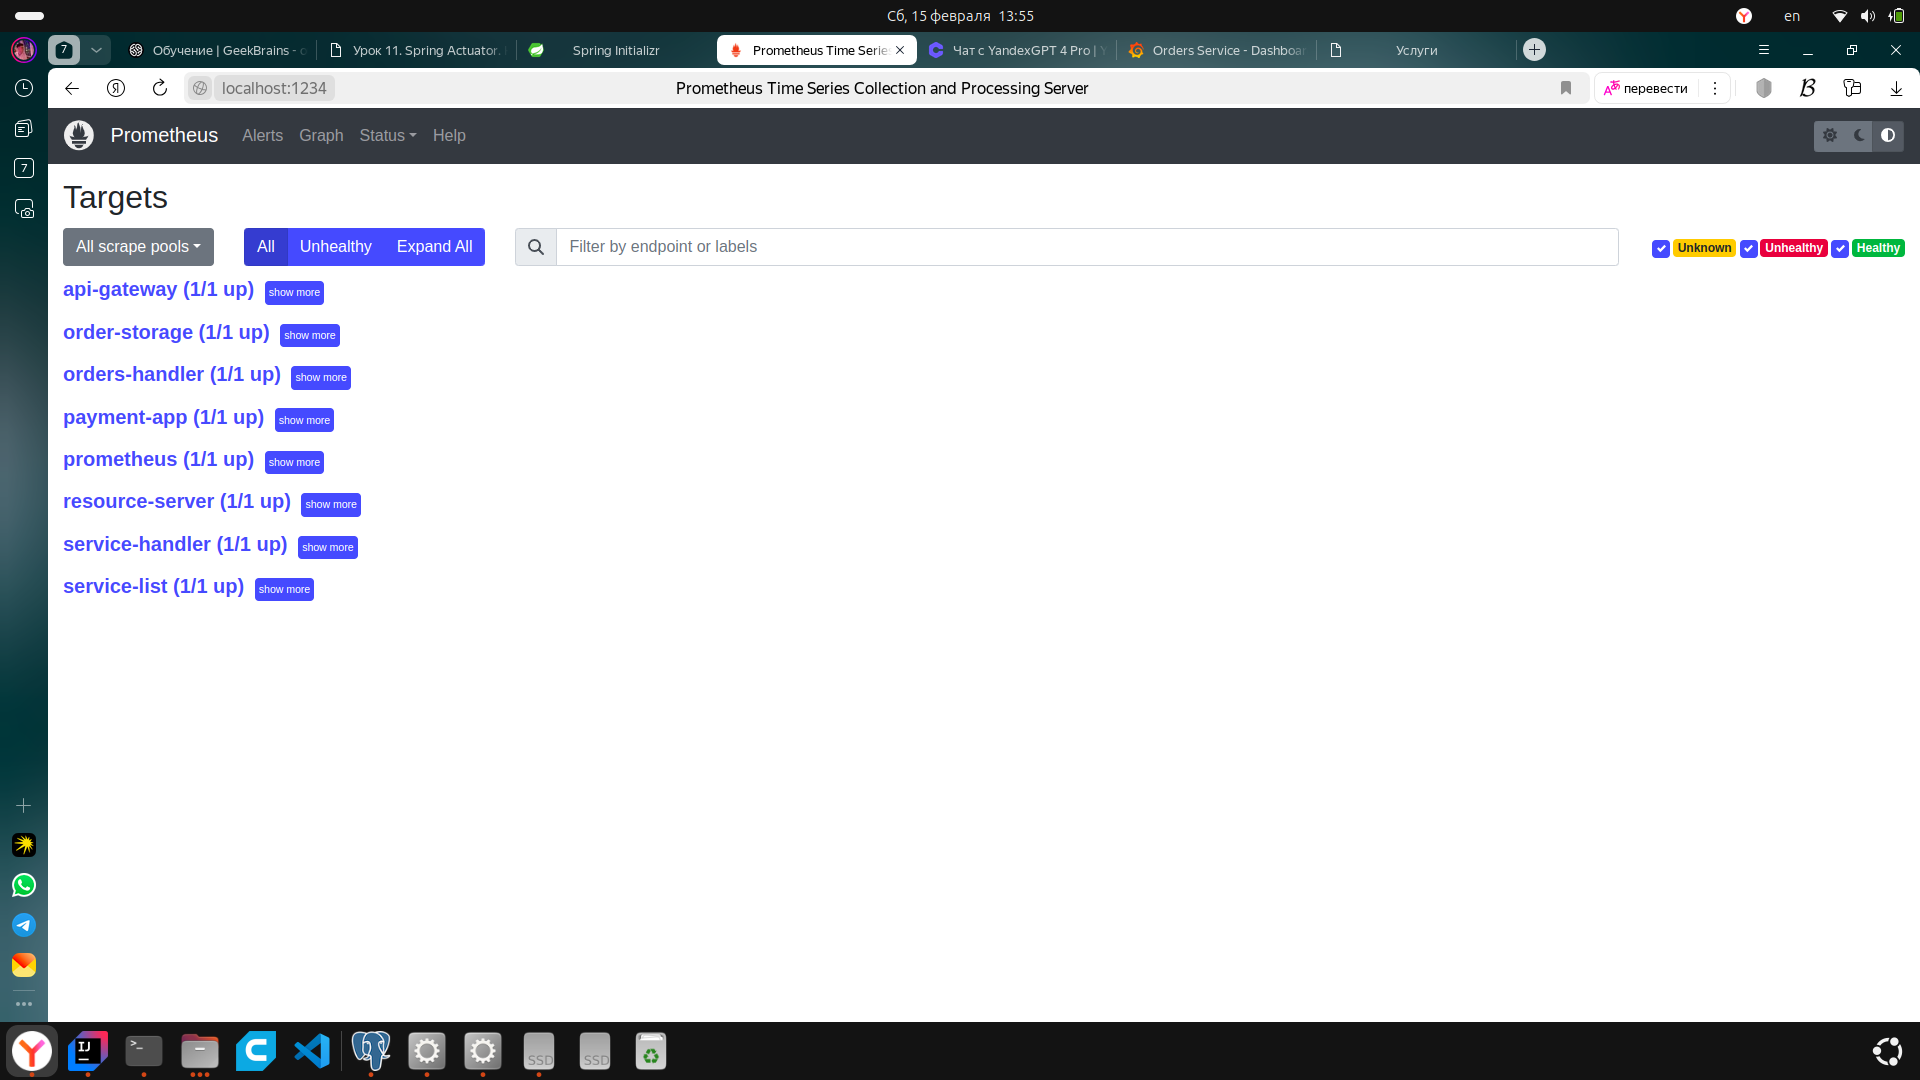 Сб, 15 февраля 13:55
en
7
Обучение | GeekBrains - о
Урок 11. Spring Actuator.
Spring Initializr
Prometheus Time Serie
Чат с YandexGPT 4 Pro | Y
Orders Service - Dashboar
Услуги
localhost:1234
Prometheus Time Series Collection and Processing Server
перевести
7
Prometheus
Alerts
Graph
Status
Help
Targets
All scrape pools
All
Unhealthy
Expand All
Filter by endpoint or labels
Unknown
Unhealthy
Healthy
api-gateway (1/1 up) show more
order-storage (1/1 up) show more
orders-handler (1/1 up) show more
payment-app (1/1 up) show more
prometheus (1/1 up) show more
resource-server (1/1 up) show more
service-handler (1/1 up) show more
service-list (1/1 up) show more
IJ
SSD
SSD